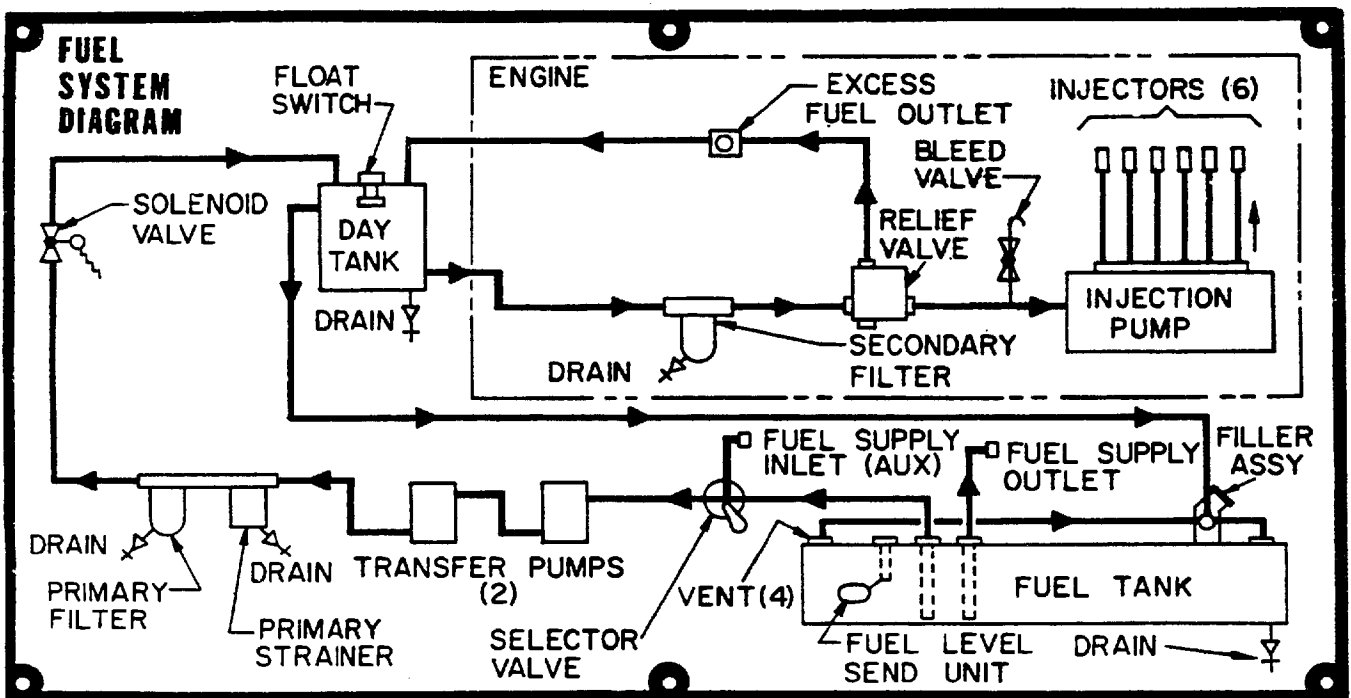 FUEL
SYSTEM
DIAGRAM
FLOAT
SWITCH
ENGINE
EXCESS
FUEL OUTLET
INJECTORS (6)
BLEED
VALVE
SOLENOID
VALVE
DAY
TANK
RELIEF
VALVE
DRAIN
INJECTION
PUMP
SECONDARY
FILTER
DRAIN
FUEL SUPPLY
INLET (AUX)
FUEL SUPPLY
OUTLET
FILLER
ASSY
DRAIN
PRIMARY
FILTER
DRAIN
PRIMARY
STRAINER
TRANSFER PUMPS
(2)
SELECTOR
VALVE
VENT (4)
FUEL TANK
FUEL LEVEL
SEND UNIT
DRAIN